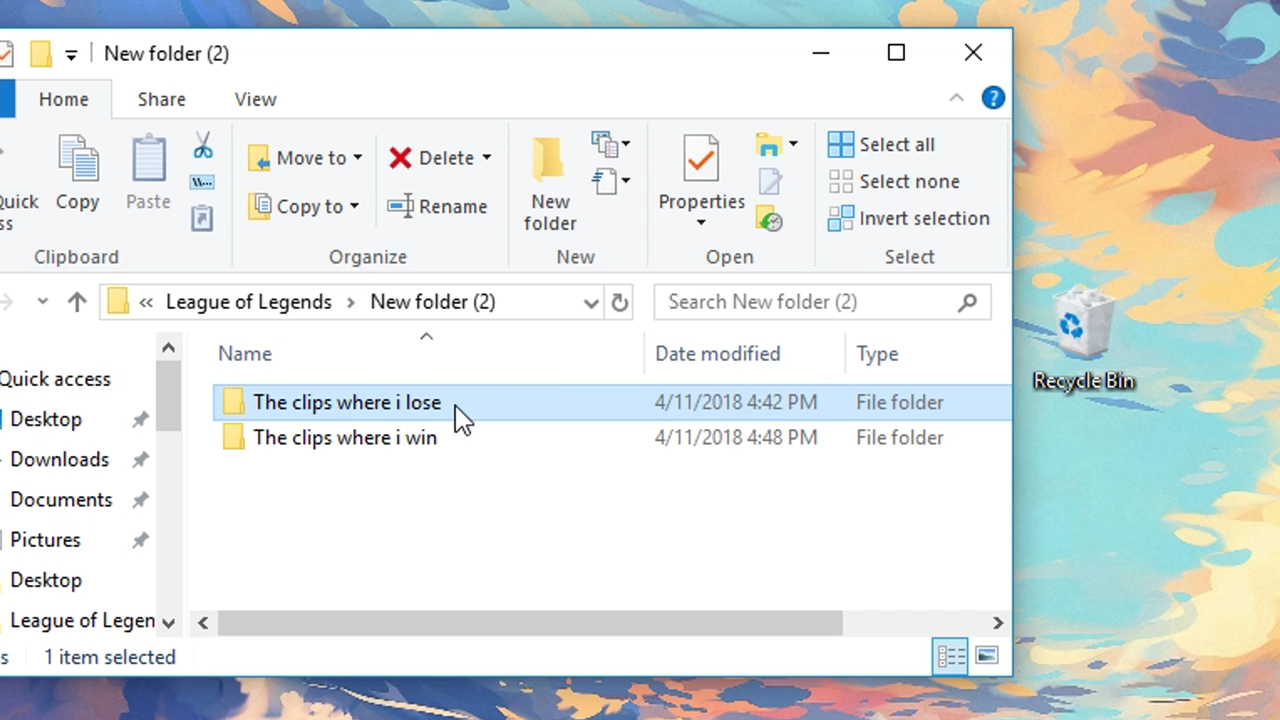 New folder (2)
Home Share View
Copy Paste Move to Delete New folder Properties Select all
Copy to Rename Select none
Invert selection
Clipboard Organize New Open Select
« League of Legends > New folder (2) Search New folder (2)
Name Date modified Type
Quick access
The clips where i lose 4/11/2018 4:42 PM File folder
Desktop
The clips where i win 4/11/2018 4:48 PM File folder
Downloads
Documents
Pictures
Desktop
League of Legen
1 item selected
Recycle Bin